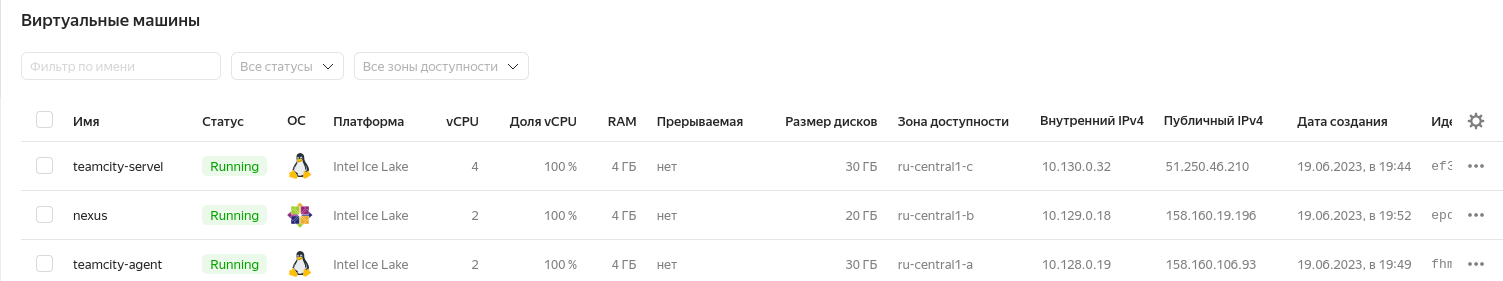 Виртуальные машины
Фильтр по имени Все статусы Все зоны доступности
Имя Статус ОС Платформа vCPU Доля vCPU RAM Прерываемая Размер дисков Зона доступности Внутренний IPv4 Публичный IPv4 Дата создания Иде
teamcity-servel Running Intel Ice Lake 4 100 % 4 ГБ нет 30 ГБ ru-central1-c 10.130.0.32 51.250.46.210 19.06.2023, в 19:44 ef3
nexus Running Intel Ice Lake 2 100 % 4 ГБ нет 20 ГБ ru-central1-b 10.129.0.18 158.160.19.196 19.06.2023, в 19:52
teamcity-agent Running Intel Ice Lake 2 100 % 4 ГБ нет 30 ГБ ru-central1-a 10.128.0.19 158.160.106.93 19.06.2023, в 19:49 fhm